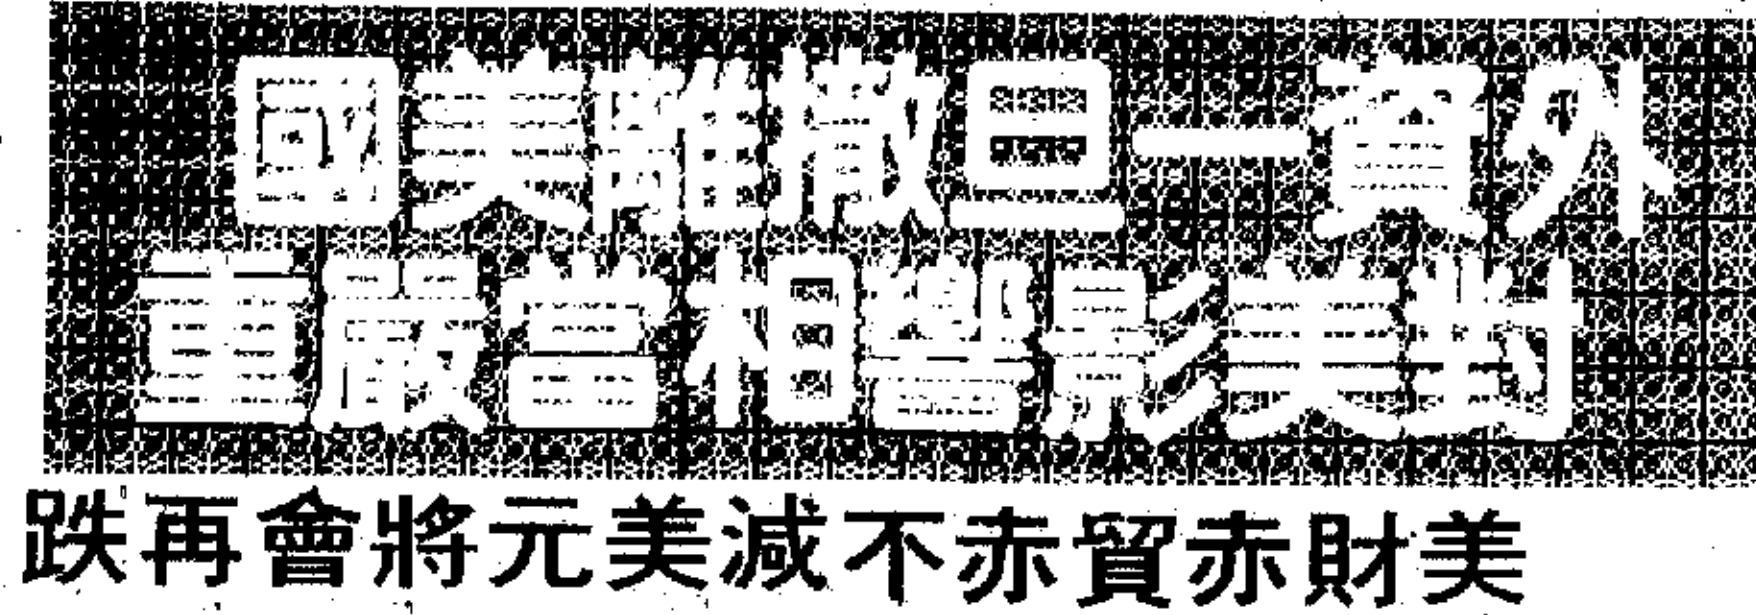 外資一旦撤離美國
對美影響相當嚴重
美財赤貿赤不減美元將會再跌